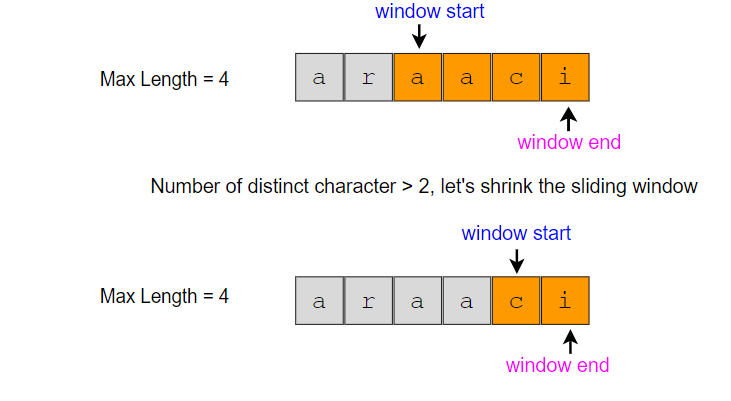 window start
Max Length = 4
a r a a c i
window end
Number of distinct character > 2, let's shrink the sliding window
window start
Max Length = 4
a r a a c i
window end